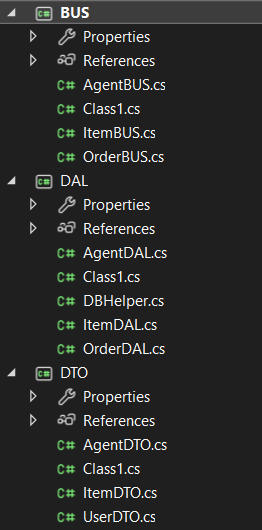 BUS
Properties
References
C# AgentBUS.cs
C# Class1.cs
C# ItemBUS.cs
C# OrderBUS.cs
DAL
Properties
References
C# AgentDAL.cs
C# Class1.cs
C# DBHelper.cs
C# ItemDAL.cs
C# OrderDAL.cs
DTO
Properties
References
C# AgentDTO.cs
C# Class1.cs
C# ItemDTO.cs
C# UserDTO.cs